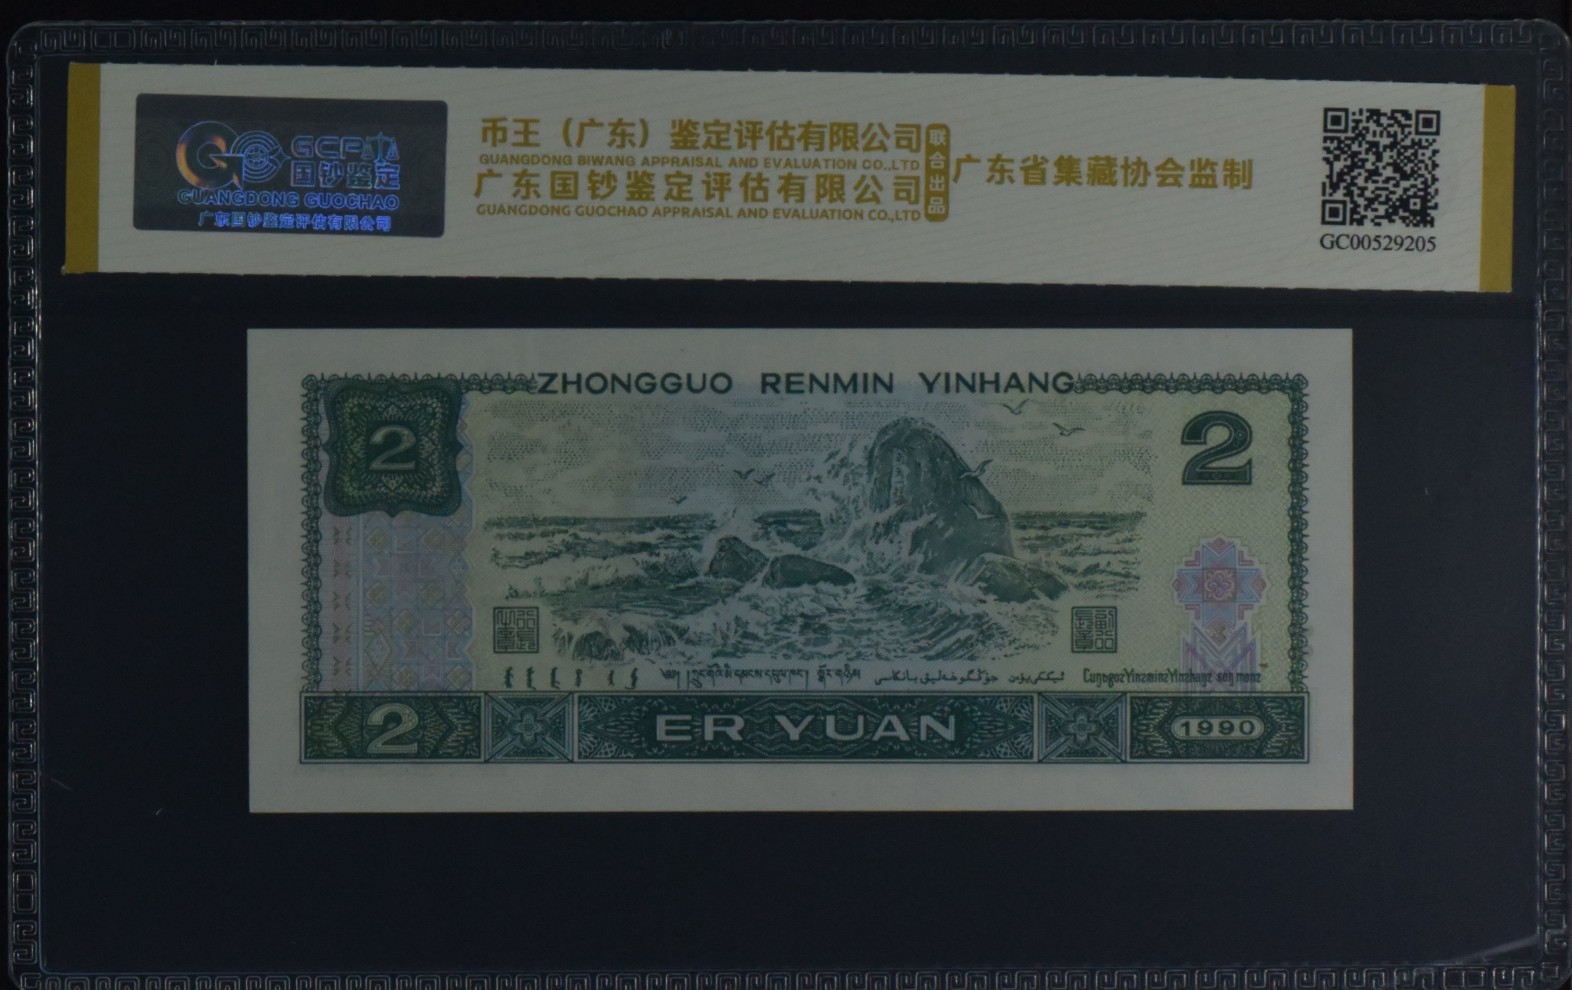 GCP
国钞鉴定
GUANGDONG GUOCHAO
广东国钞鉴定评估有限公司
币王（广东）鉴定评估有限公司
GUANGDONG BIWANG APPRAISAL AND EVALUATION CO.,LTD
广东国钞鉴定评估有限公司
GUANGDONG GUOCHAO APPRAISAL AND EVALUATION CO.,LTD
联合出品
广东省集藏协会监制
GC00529205
ZHONGGUO RENMIN YINHANG
2
2
2
ER YUAN
1990